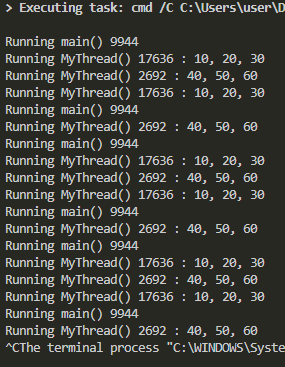 > Executing task: cmd /C C:\Users\user\D
Running main() 9944
Running MyThread() 17636 : 10, 20, 30
Running MyThread() 2692 : 40, 50, 60
Running MyThread() 17636 : 10, 20, 30
Running main() 9944
Running MyThread() 2692 : 40, 50, 60
Running main() 9944
Running MyThread() 17636 : 10, 20, 30
Running MyThread() 2692 : 40, 50, 60
Running MyThread() 17636 : 10, 20, 30
Running main() 9944
Running MyThread() 2692 : 40, 50, 60
Running main() 9944
Running MyThread() 17636 : 10, 20, 30
Running MyThread() 2692 : 40, 50, 60
Running MyThread() 17636 : 10, 20, 30
Running main() 9944
Running MyThread() 2692 : 40, 50, 60
^CThe terminal process "C:\WINDOWS\Syste